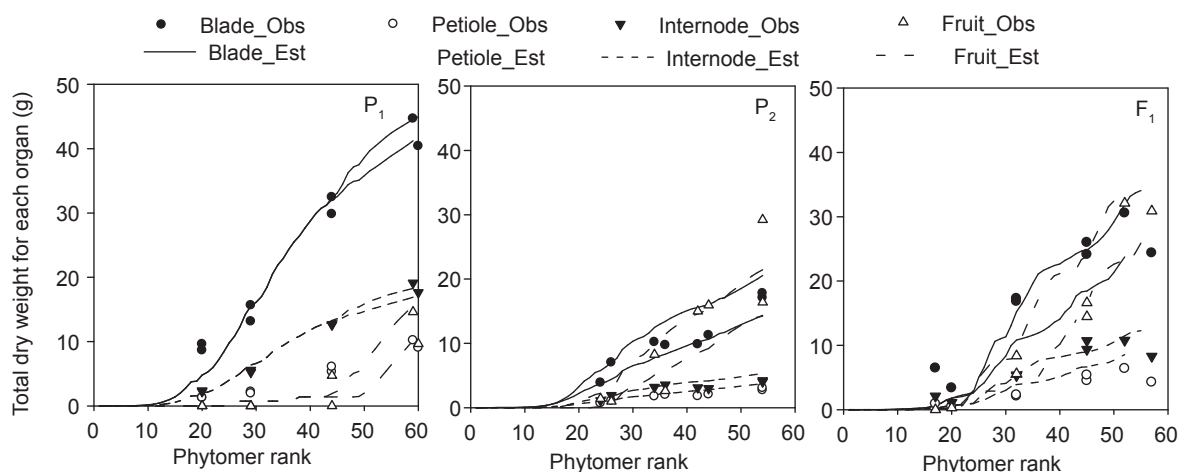 Blade_Obs Petiole_Obs Internode_Obs Fruit_Obs
Blade_Est Petiole_Est Internode_Est Fruit_Est
Total dry weight for each organ (g)
50
40
30
20
10
0
P1
0 10 20 30 40 50 60
Phytomer rank
50
40
30
20
10
0
P2
0 10 20 30 40 50 60
Phytomer rank
50
40
30
20
10
0
F1
0 10 20 30 40 50 60
Phytomer rank